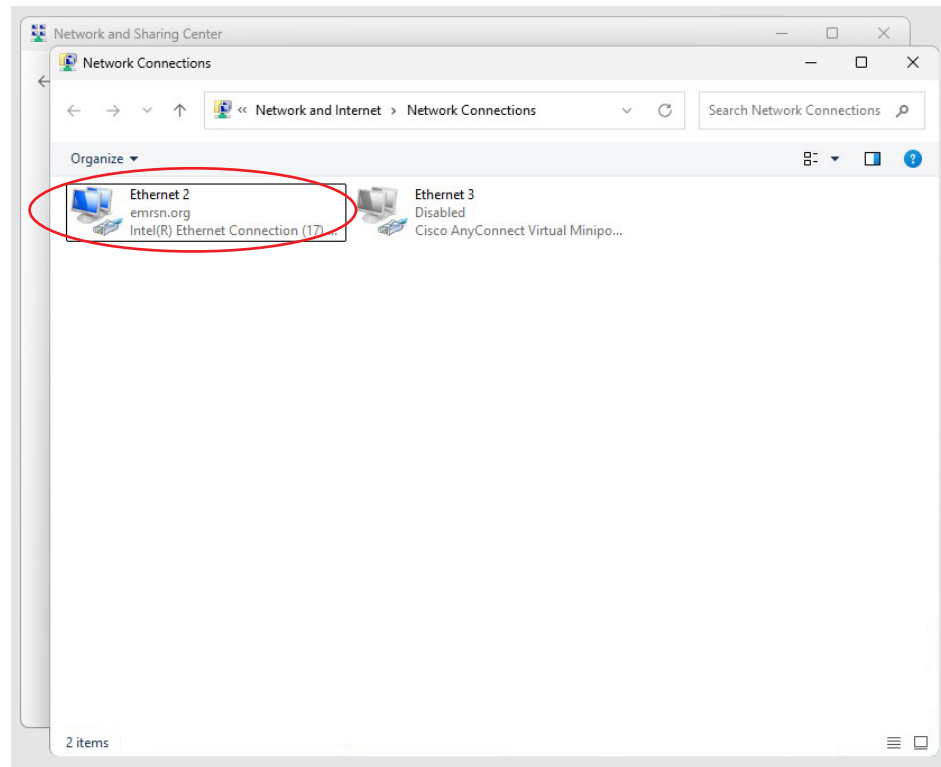 Network and Sharing Center
Network Connections
« Network and Internet > Network Connections
Search Network Connections
Organize
Ethernet 2
emrsn.org
Intel(R) Ethernet Connection (17) ...
Ethernet 3
Disabled
Cisco AnyConnect Virtual Minipo...
2 items